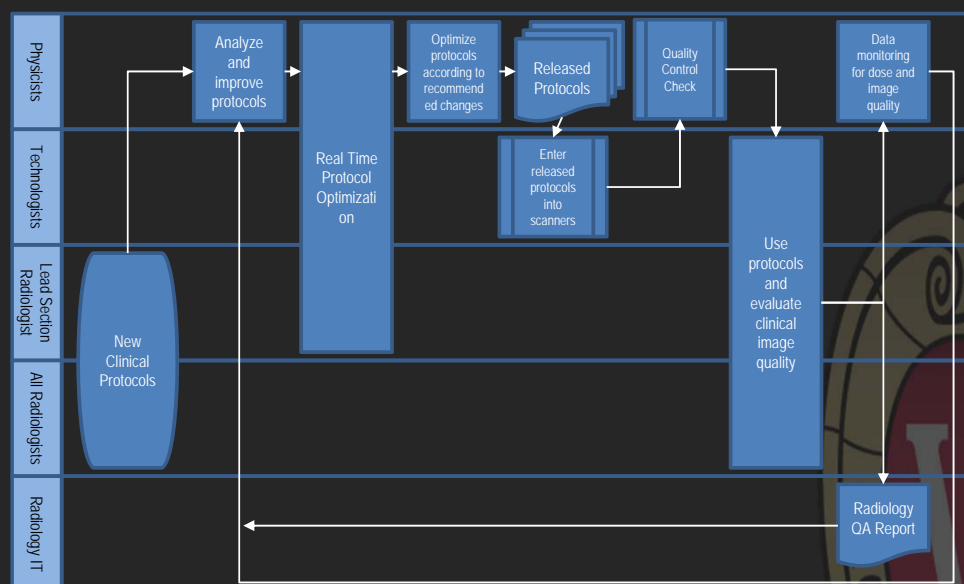 Physicists
Analyze
and
improve
protocols
Optimize
protocols
according to
recommend
ed changes
Released
Protocols
Quality
Control
Check
Data
monitoring
for dose and
image
quality
Technologists
Real Time
Protocol
Optimizati
on
Enter
released
protocols
into
scanners
Lead Section
Radiologist
New
Clinical
Protocols
Use
protocols
and
evaluate
clinical
image
quality
All Radiologists
Radiology IT
Radiology
QA Report